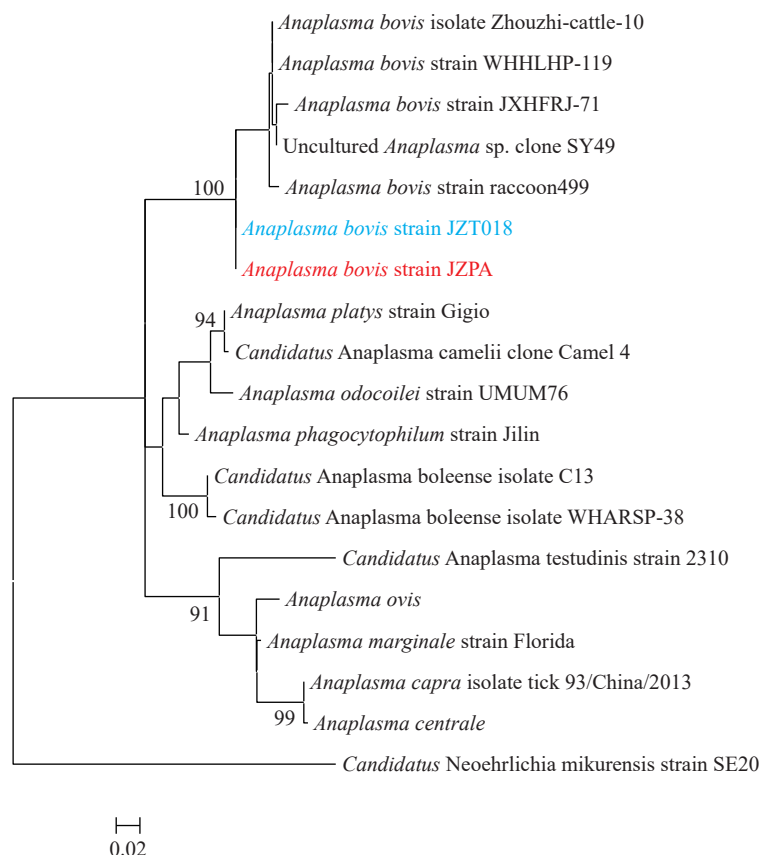 Anaplasma bovis isolate Zhouzhi-cattle-10
Anaplasma bovis strain WHHLHP-119
Anaplasma bovis strain JXHFRJ-71
Uncultured Anaplasma sp. clone SY49
100
Anaplasma bovis strain raccoon499
Anaplasma bovis strain JZT018
Anaplasma bovis strain JZPA
94
Anaplasma platys strain Gigio
Candidatus Anaplasma camelii clone Camel 4
Anaplasma odocoilei strain UMUM76
Anaplasma phagocytophilum strain Jilin
Candidatus Anaplasma boleense isolate C13
100
Candidatus Anaplasma boleense isolate WHARSP-38
Candidatus Anaplasma testudinis strain 2310
91
Anaplasma ovis
Anaplasma marginale strain Florida
Anaplasma capra isolate tick 93/China/2013
99
Anaplasma centrale
Candidatus Neoehrlichia mikurensis strain SE20
0.02